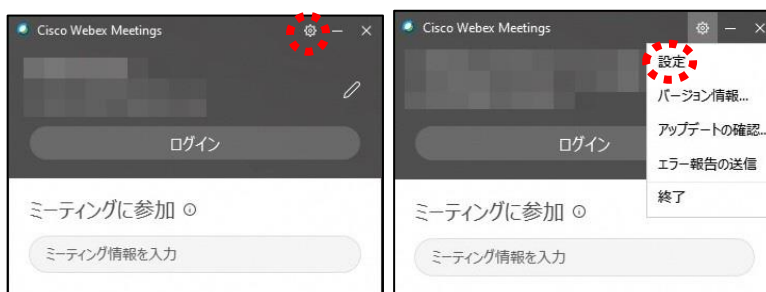 Cisco Webex Meetings
ログイン
ミーティングに参加
ミーティング情報を入力
Cisco Webex Meetings
設定
バージョン情報...
アップデートの確認...
エラー報告の送信
終了
ログイン
ミーティングに参加
ミーティング情報を入力